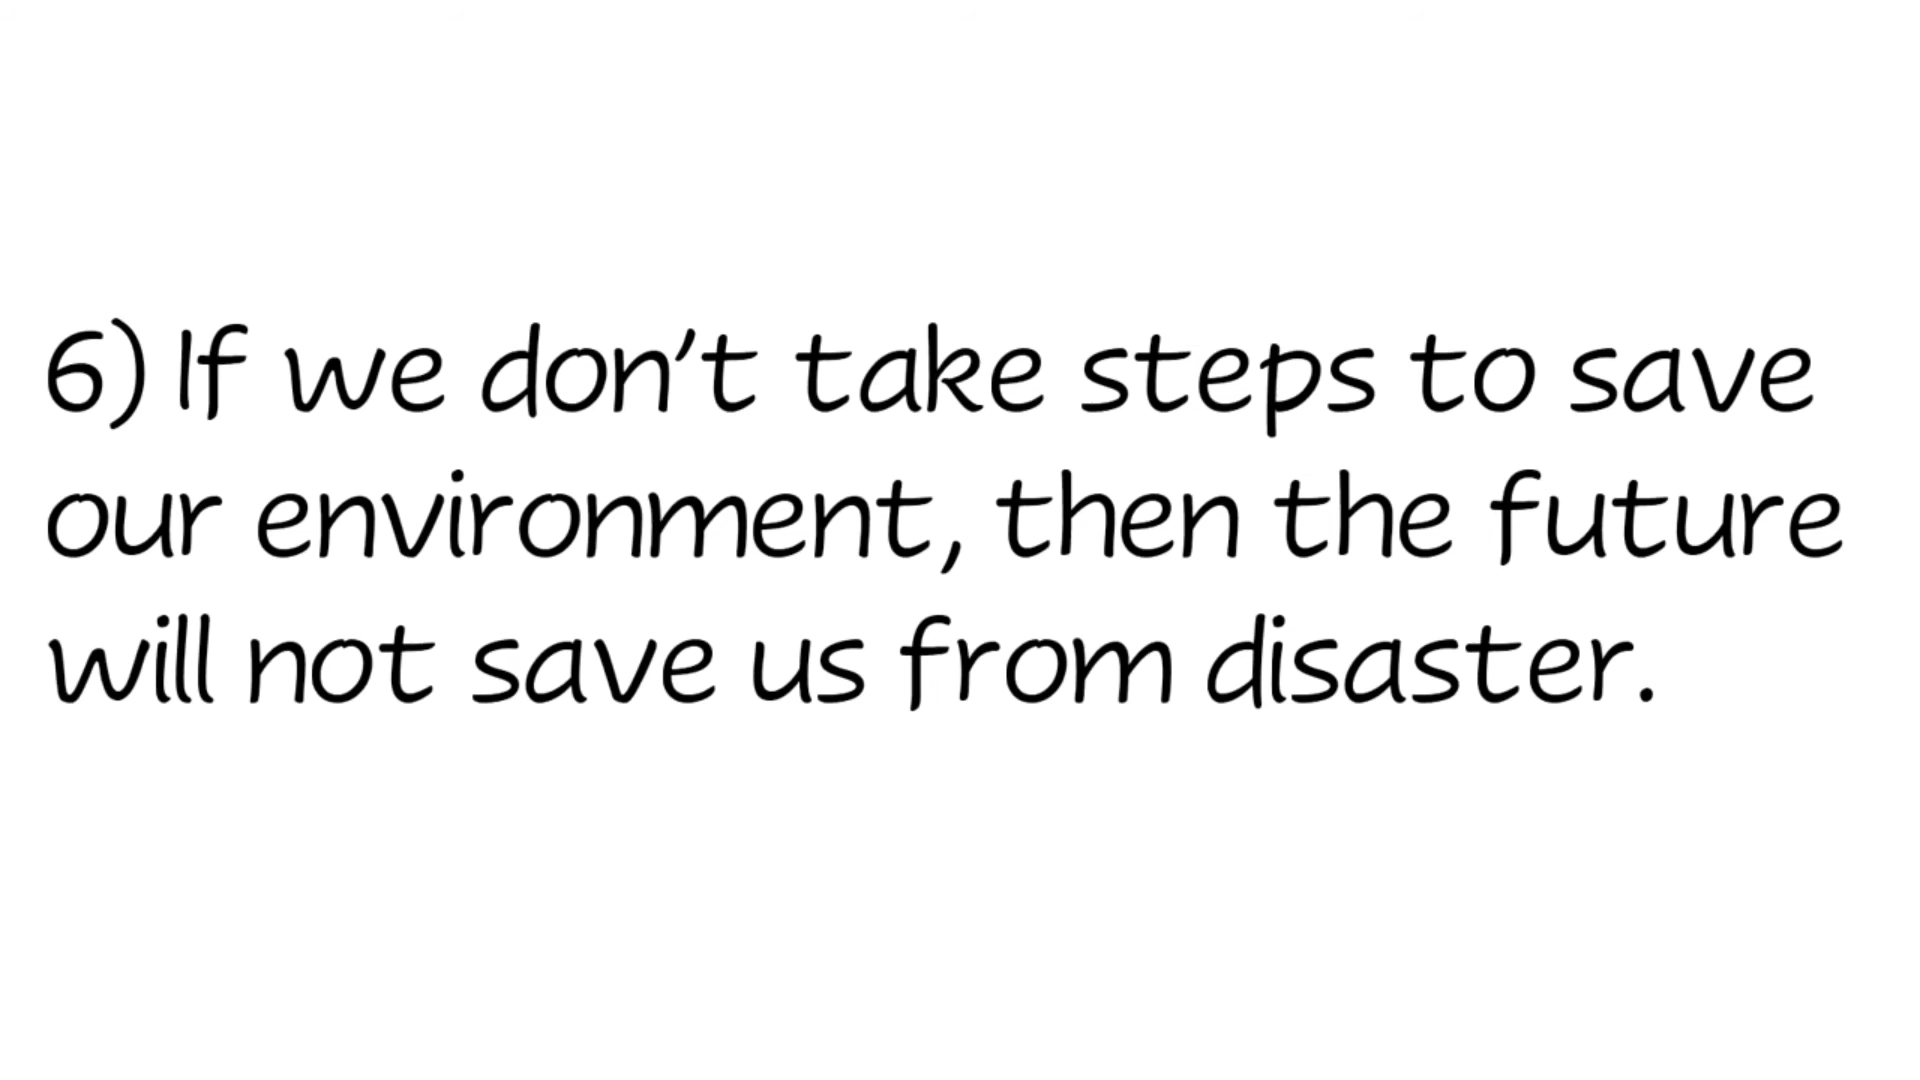 6) If we don't take steps to save
our environment, then the future
will not save us from disaster.